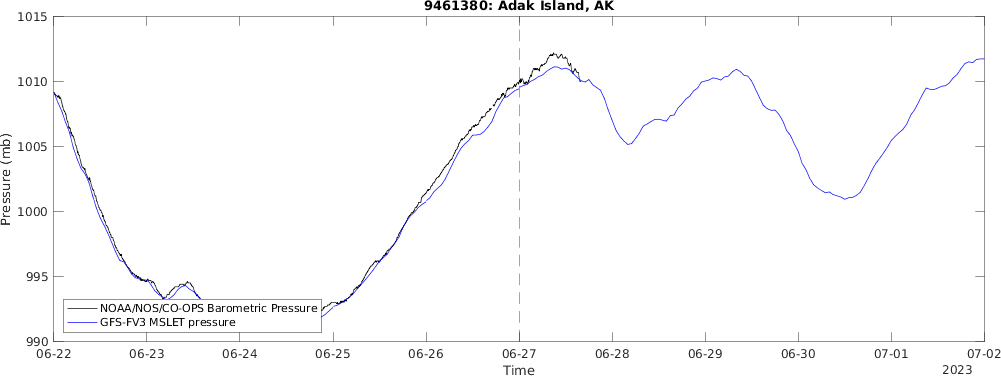 9461380: Adak Island, AK
Pressure (mb)
1015
1010
1005
1000
995
990
NOAA/NOS/CO-OPS Barometric Pressure
GFS-FV3 MSLET pressure
06-22 06-23 06-24 06-25 06-26 06-27 06-28 06-29 06-30 07-01 07-02
Time
2023